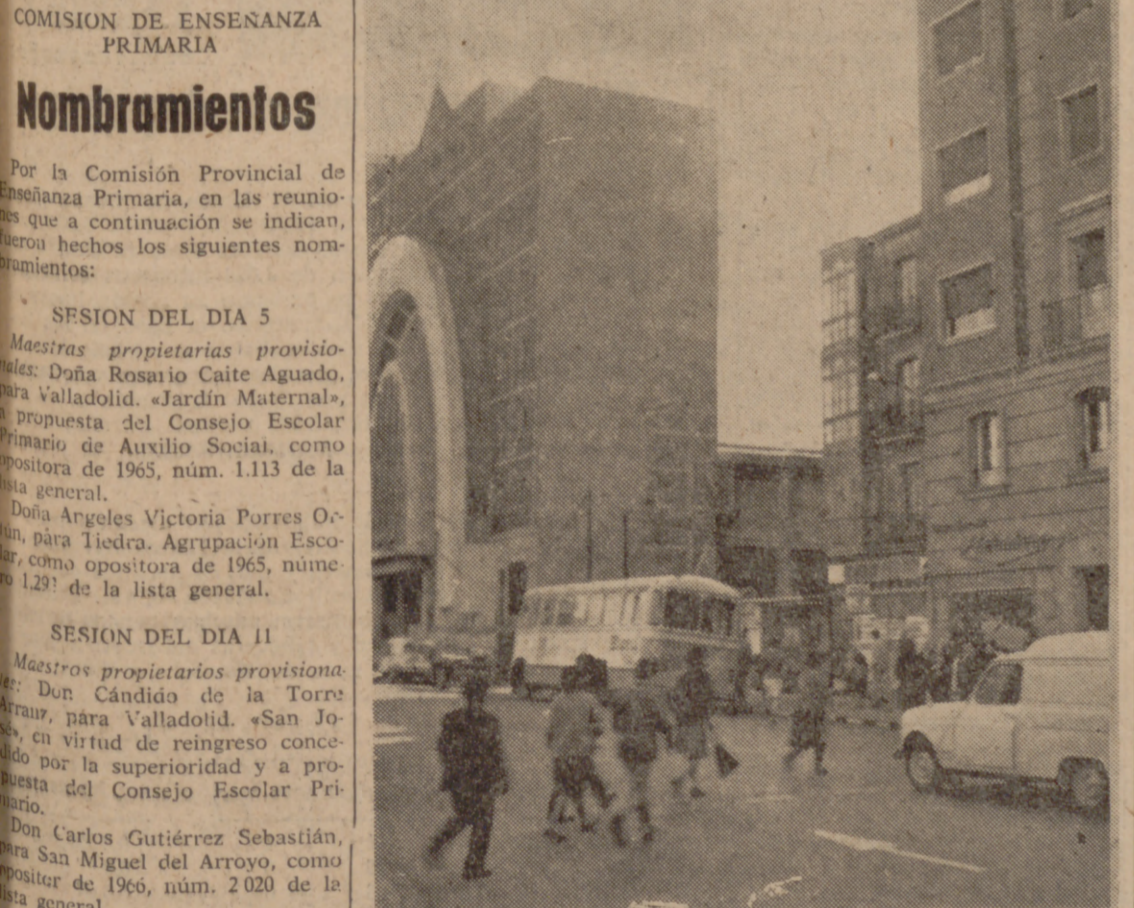 COMISION DE ENSEÑANZA
PRIMARIA
Nombramientos
Por la Comisión Provincial de
Enseñanza Primaria, en las reunio-
nes que a continuación se indican,
fueron hechos los siguientes nom-
bramientos:
SESION DEL DIA 5
Maestras propietarias provisio-
nales: Doña Rosario Caite Aguado,
para Valladolid. «Jardín Maternal»,
a propuesta del Consejo Escolar
Primario de Auxilio Social, como
opositora de 1965, núm. 1.113 de la
lista general.
Doña Angeles Victoria Porres Or-
tún, para Tiedra. Agrupación Esco-
lar, como opositora de 1965, núme-
ro de la lista general.
SESION DEL DIA 11
Maestros propietarios provisiona-
les: Don Cándido de la Torre
Arranz, para Valladolid. «San Jo-
sé», en virtud de reingreso conce-
dido por la superioridad y a pro-
puesta del Consejo Escolar Pri-
mario.
Don Carlos Gutiérrez Sebastián,
para San Miguel del Arroyo, como
opositor de 1966, núm. 2 020 de la
lista general